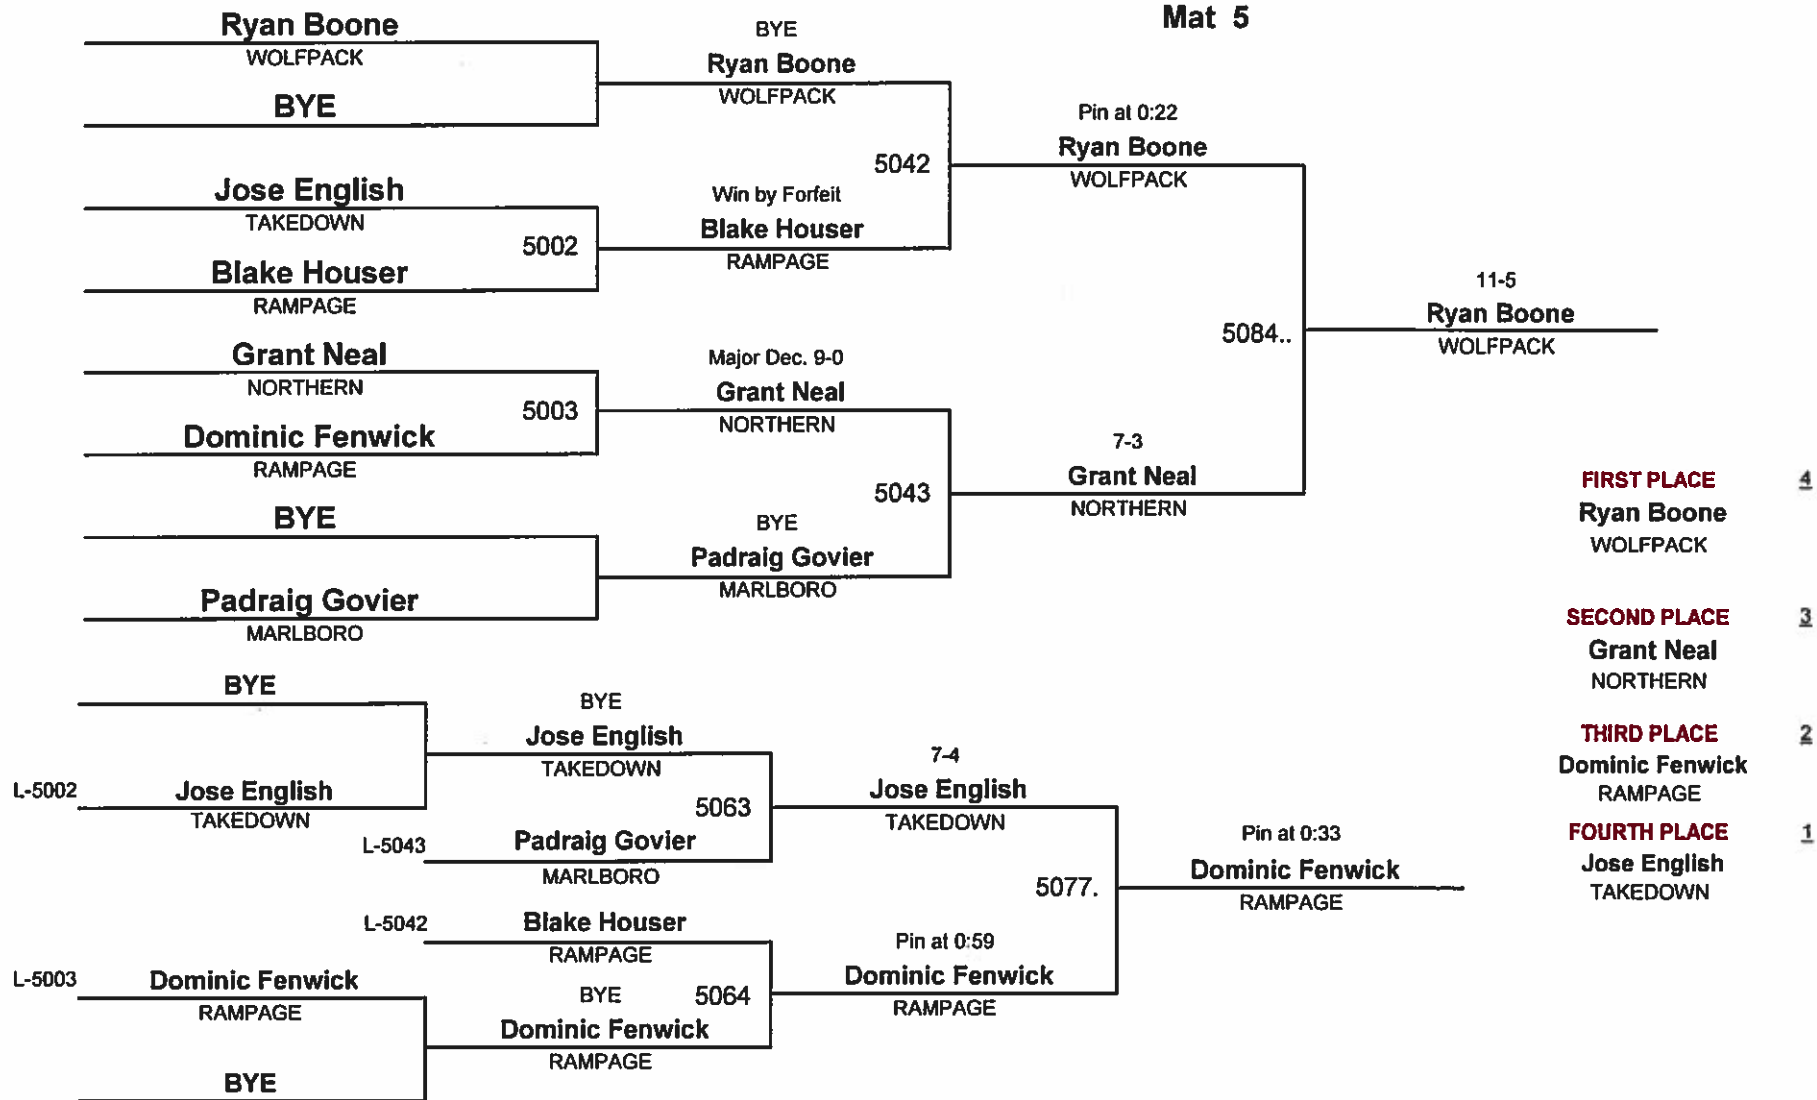 Mat 5
Ryan Boone
WOLFPACK
BYE
BYE
Ryan Boone
WOLFPACK
Jose English
TAKEDOWN
5002
Blake Houser
RAMPAGE
Win by Forfeit
Blake Houser
RAMPAGE
5042
Pin at 0:22
Ryan Boone
WOLFPACK
Grant Neal
NORTHERN
5003
Dominic Fenwick
RAMPAGE
Major Dec. 9-0
Grant Neal
NORTHERN
BYE
Padraig Govier
MARLBORO
BYE
Padraig Govier
MARLBORO
5043
7-3
Grant Neal
NORTHERN
5084..
11-5
Ryan Boone
WOLFPACK
FIRST PLACE 4
Ryan Boone
WOLFPACK
SECOND PLACE 3
Grant Neal
NORTHERN
THIRD PLACE 2
Dominic Fenwick
RAMPAGE
FOURTH PLACE 1
Jose English
TAKEDOWN
BYE
L-5002 Jose English
TAKEDOWN
BYE
Jose English
TAKEDOWN
5063
L-5043 Padraig Govier
MARLBORO
7-4
Jose English
TAKEDOWN
L-5042 Blake Houser
RAMPAGE
L-5003 Dominic Fenwick
RAMPAGE
BYE
BYE
Dominic Fenwick
RAMPAGE
5064
Pin at 0:59
Dominic Fenwick
RAMPAGE
5077.
Pin at 0:33
Dominic Fenwick
RAMPAGE